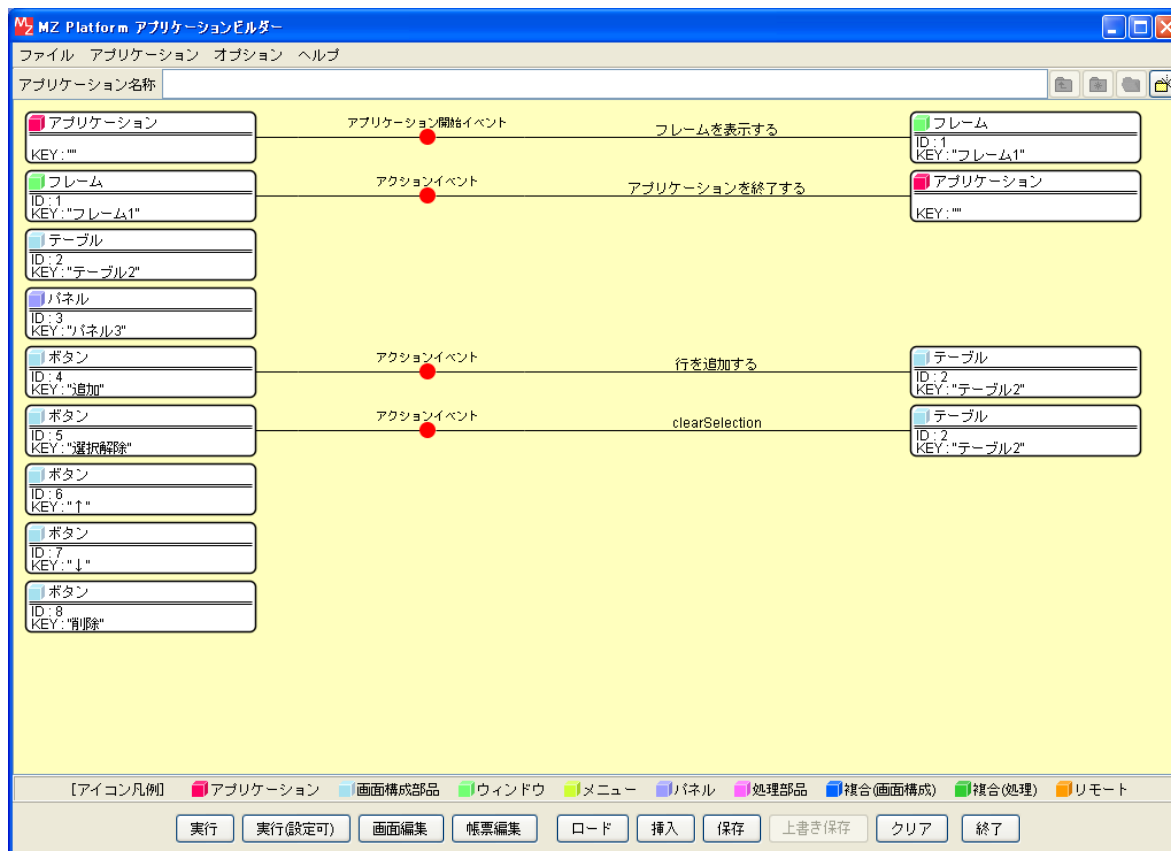 MZ Platform アプリケーションビルダー
ファイル アプリケーション オプション ヘルプ
アプリケーション名称
アプリケーション
KEY:""
アプリケーション開始イベント
フレームを表示する
フレーム
ID:1
KEY:"フレーム1"
フレーム
ID:1
KEY:"フレーム1"
アクションイベント
アプリケーションを終了する
アプリケーション
KEY:""
テーブル
ID:2
KEY:"テーブル2"
パネル
ID:3
KEY:"パネル3"
ボタン
ID:4
KEY:"追加"
アクションイベント
行を追加する
テーブル
ID:2
KEY:"テーブル2"
ボタン
ID:5
KEY:"選択解除"
アクションイベント
clearSelection
テーブル
ID:2
KEY:"テーブル2"
ボタン
ID:6
KEY:"↑"
ボタン
ID:7
KEY:"↓"
ボタン
ID:8
KEY:"削除"
[アイコン凡例] アプリケーション 画面構成部品 ウィンドウ メニュー パネル 処理部品 複合(画面構成) 複合(処理) リモート
実行 実行(設定可) 画面編集 帳票編集 ロード 挿入 保存 上書き保存 クリア 終了